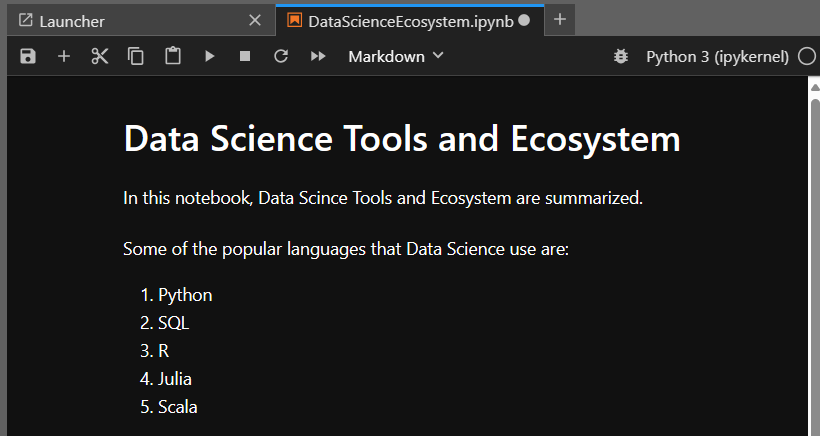 Launcher
DataScienceEcosystem.ipynb
Markdown
Python 3 (ipykernel)
Data Science Tools and Ecosystem
In this notebook, Data Scince Tools and Ecosystem are summarized.
Some of the popular languages that Data Science use are:
1. Python
2. SQL
3. R
4. Julia
5. Scala